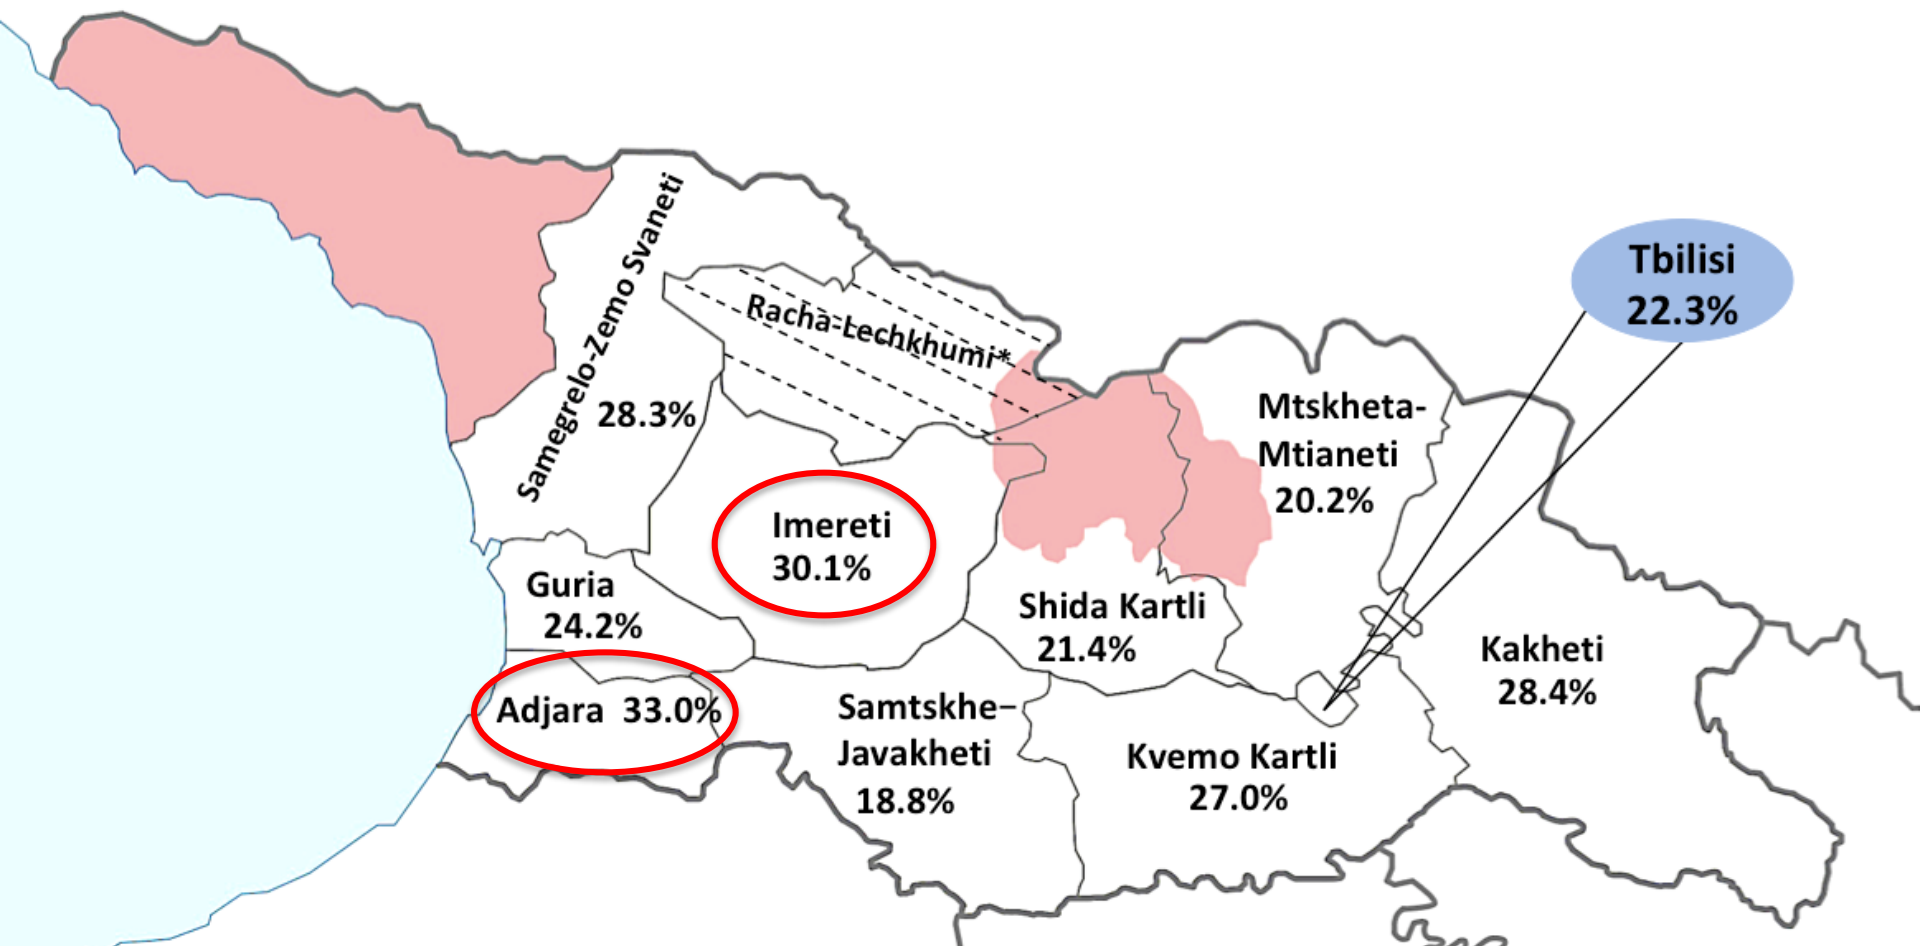 Samegrelo-Zemo Svaneti
28.3%
Racha-Lechkhumi*
Tbilisi
22.3%
Mtskheta-
Mtianeti
20.2%
Imereti
30.1%
Guria
24.2%
Shida Kartli
21.4%
Kakheti
28.4%
Adjara 33.0%
Samtskhe–
Javakheti
18.8%
Kvemo Kartli
27.0%